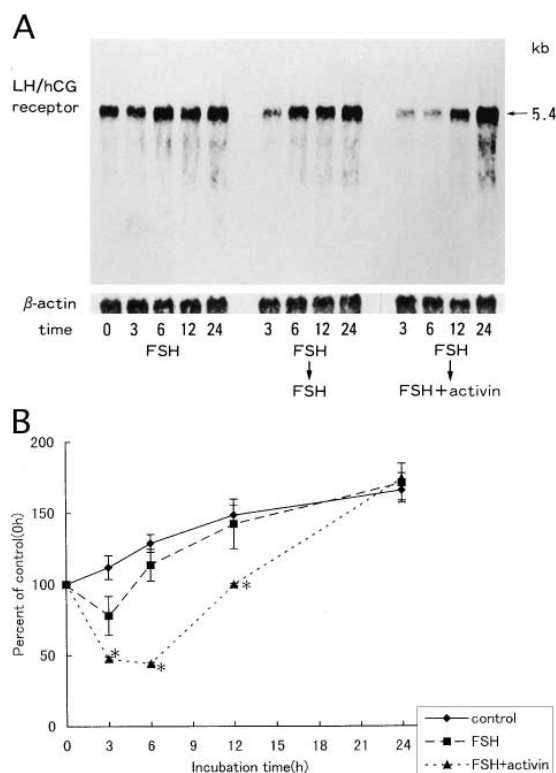 A
kb
LH/hCG
receptor
5.4
β-actin
time 0 3 6 12 24 3 6 12 24 3 6 12 24
FSH FSH FSH
FSH FSH+activin
B
Percent of control(0h)
200
150
100
50
0
0 3 6 9 12 15 18 21 24
Incubation time(h)
* * *
control
FSH
FSH+activin